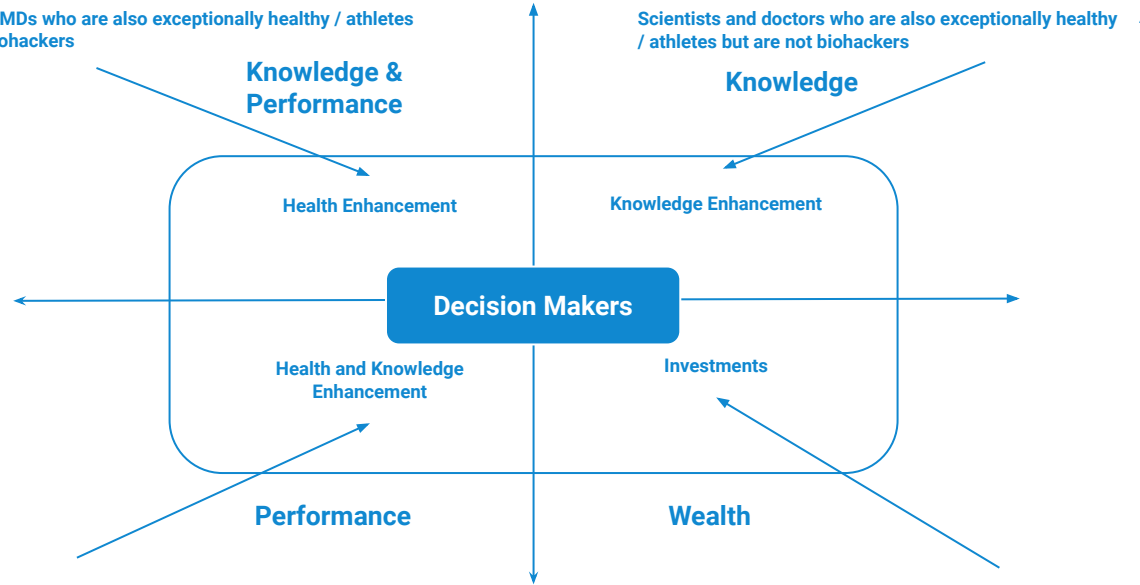 MDs who are also exceptionally healthy / athletes
ohackers
Scientists and doctors who are also exceptionally healthy
/ athletes but are not biohackers
Knowledge &
Performance
Knowledge
Health Enhancement
Knowledge Enhancement
Decision Makers
Health and Knowledge
Enhancement
Investments
Performance
Wealth